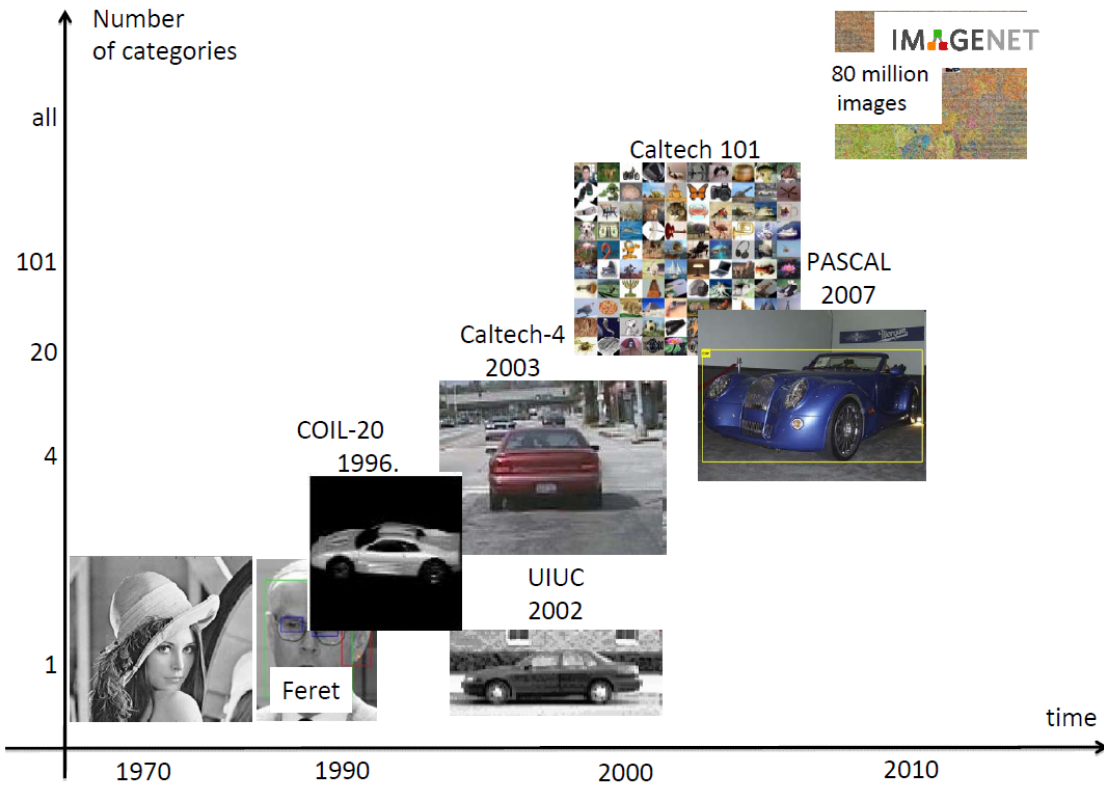 Number
of categories
IMAGENET
80 million
images
all
Caltech 101
101
PASCAL
2007
20
Caltech-4
2003
COIL-20
1996.
4
UIUC
2002
1
Feret
time
1970
1990
2000
2010